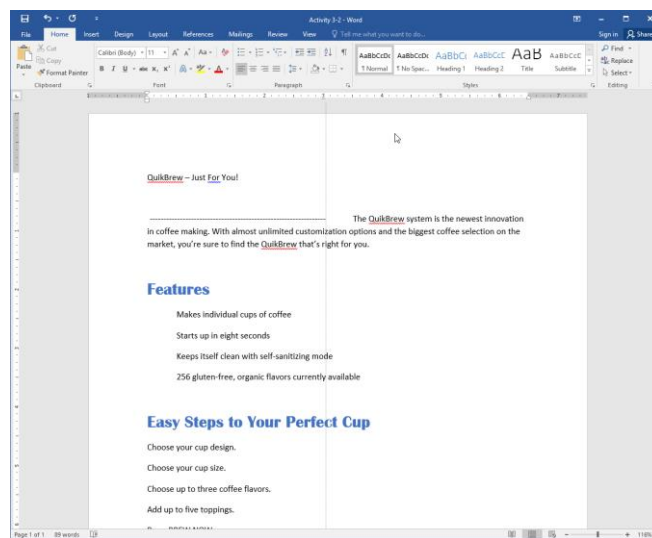 Activity 3-2 - Word
File Home Insert Design Layout References Mailings Review View Tell me what you want to do... Sign in Share
Cut
Copy
Format Painter
Paste
Calibri (Body) 11
AaBbCcDc AaBbCcDc AaBbCc AaBbCcC AaB AaBbCcC
¶ Normal ¶ No Spac... Heading 1 Heading 2 Title Subtitle
Find
Replace
Select
Clipboard Font Paragraph Styles Editing
QuikBrew – Just For You!
The QuikBrew system is the newest innovation
in coffee making. With almost unlimited customization options and the biggest coffee selection on the
market, you're sure to find the QuikBrew that's right for you.
Features
Makes individual cups of coffee
Starts up in eight seconds
Keeps itself clean with self-sanitizing mode
256 gluten-free, organic flavors currently available
Easy Steps to Your Perfect Cup
Choose your cup design.
Choose your cup size.
Choose up to three coffee flavors.
Add up to five toppings.
Page 1 of 1 89 words 118%